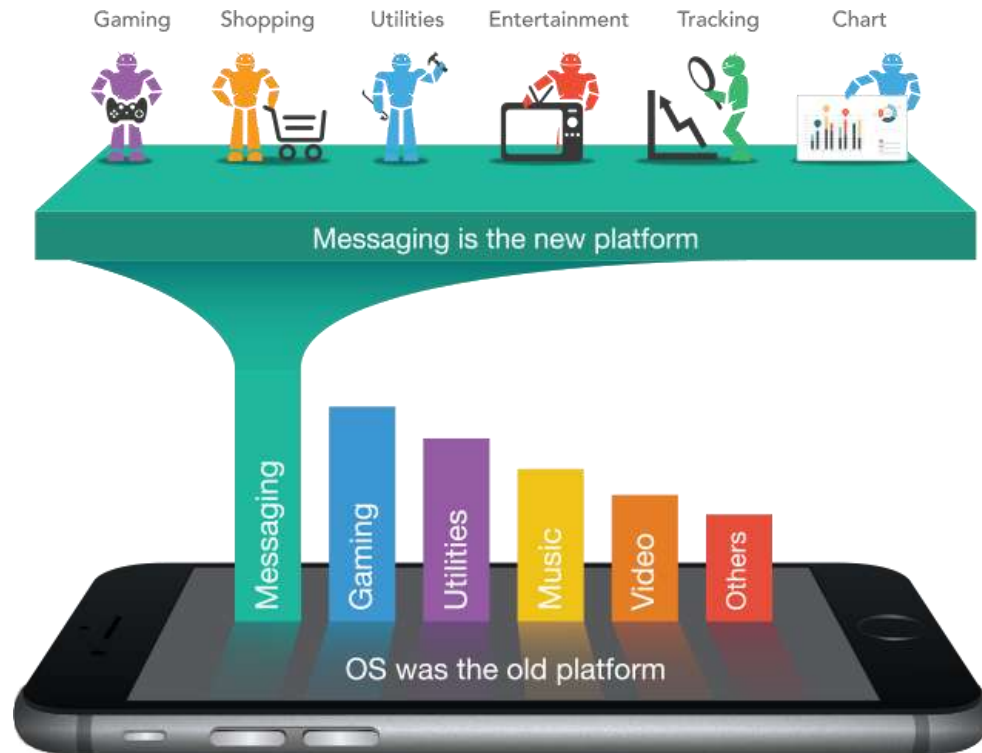 Gaming
Shopping
Utilities
Entertainment
Tracking
Chart
Messaging is the new platform
Messaging
Gaming
Utilities
Music
Video
Others
OS was the old platform